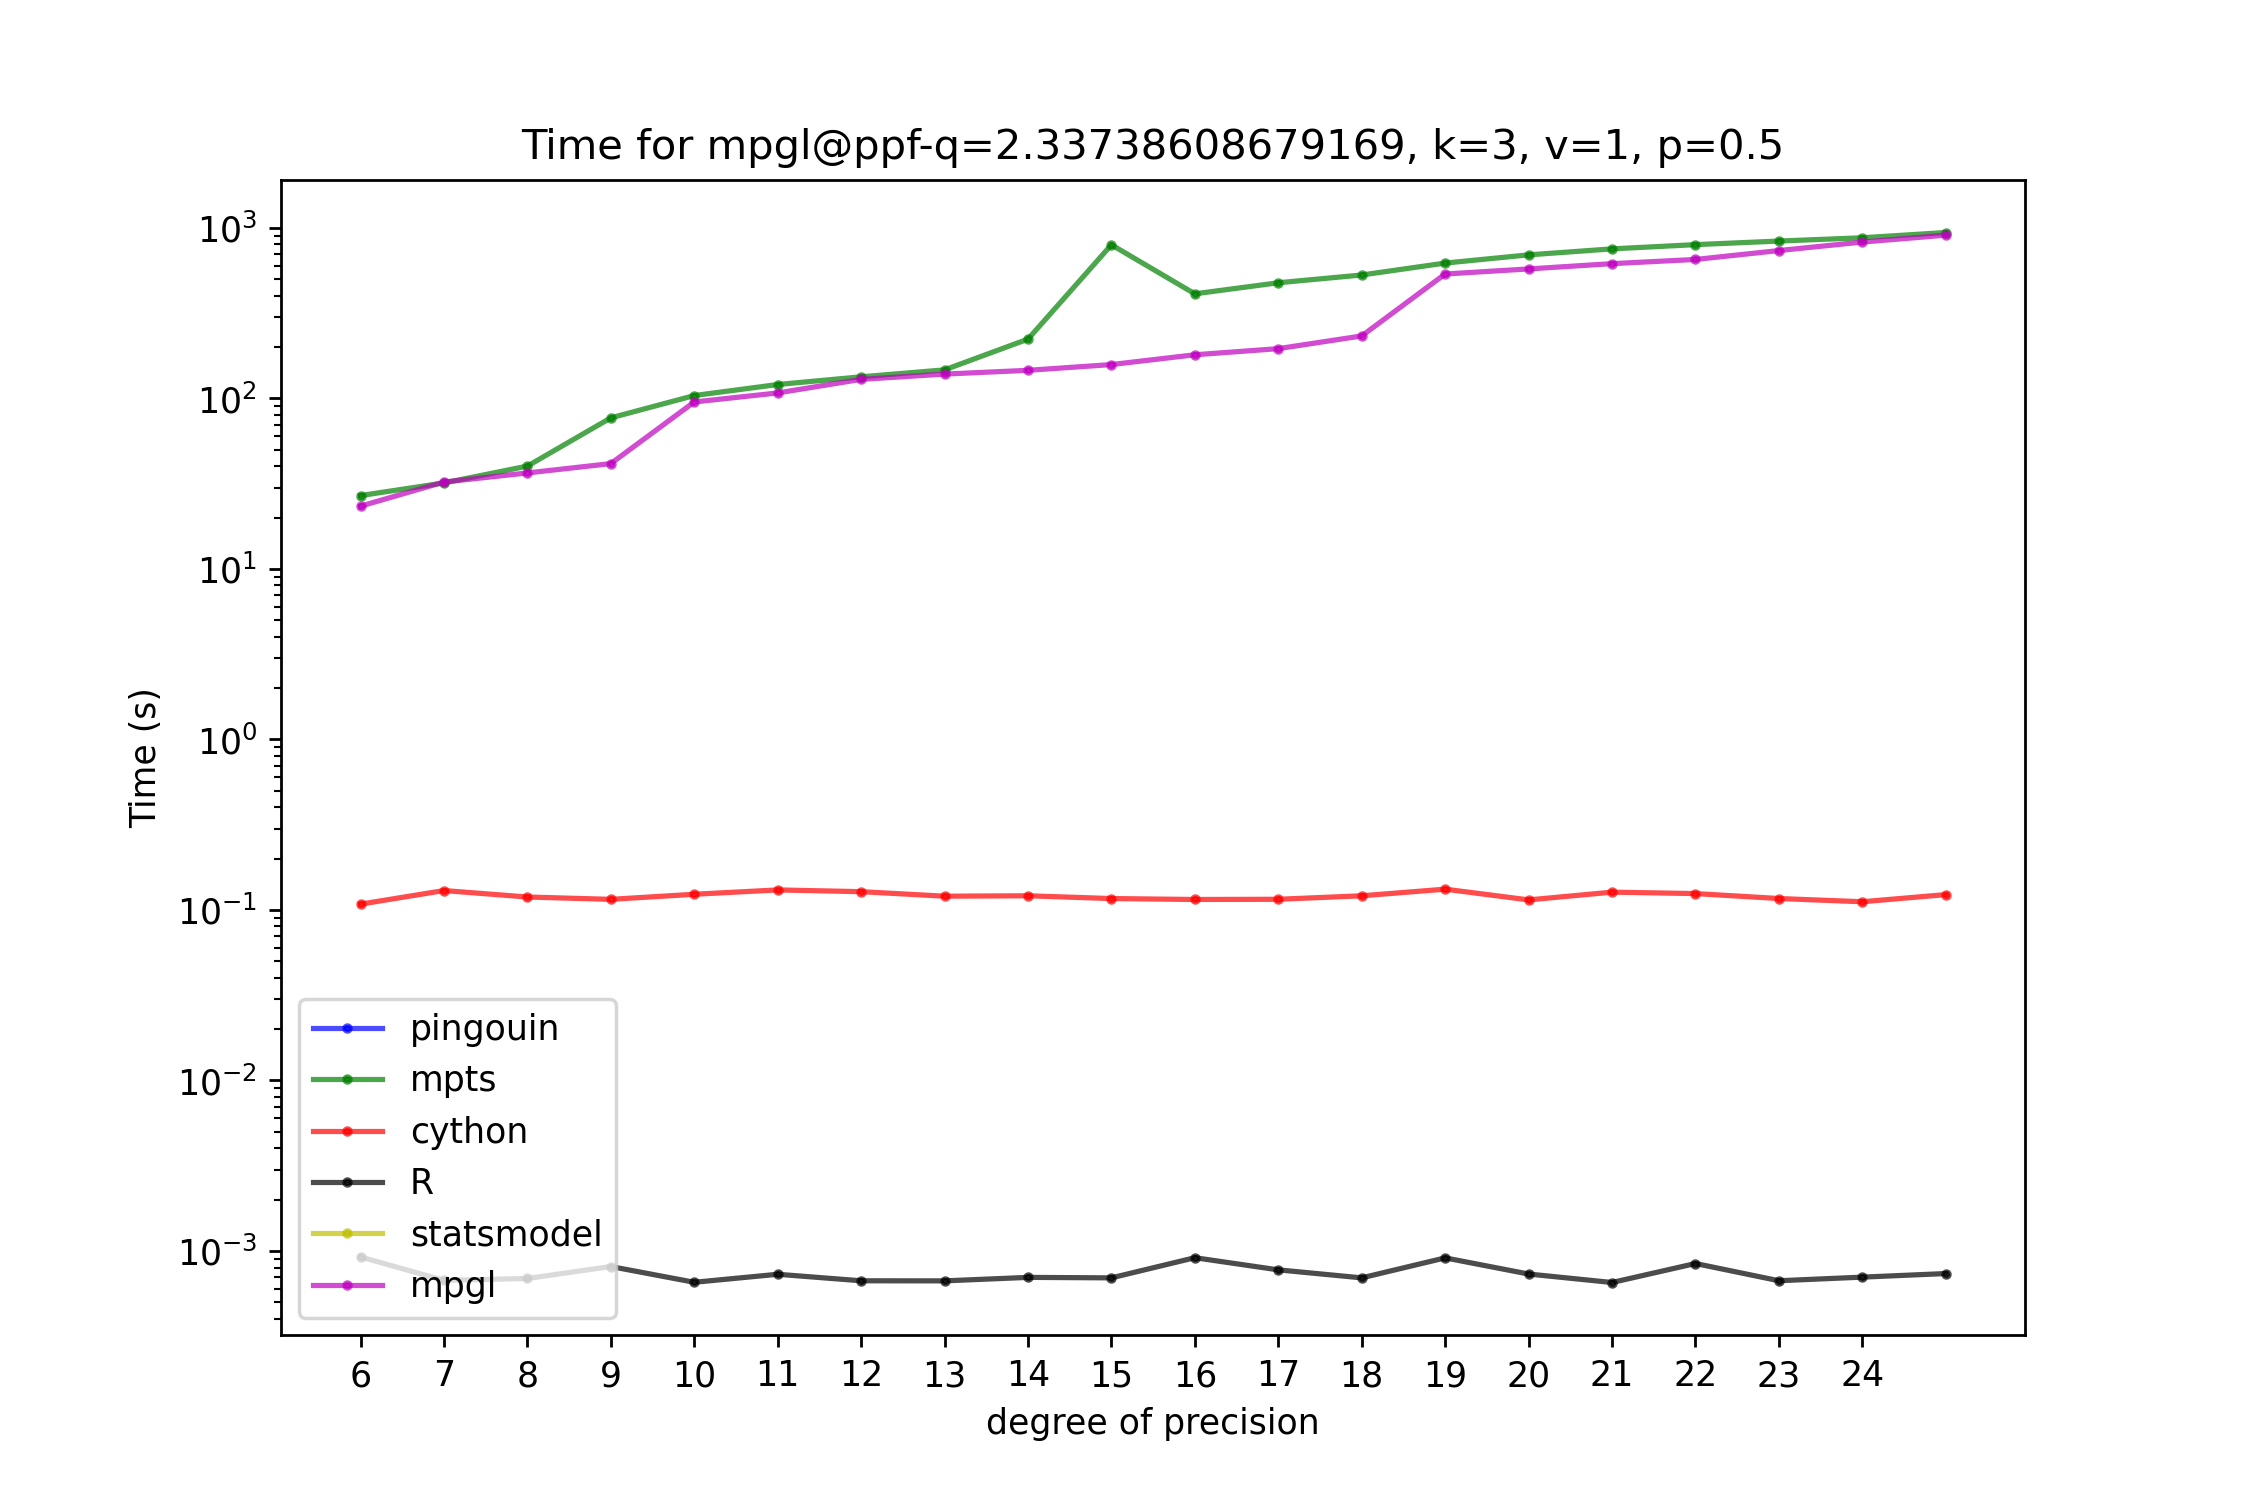 Time for mpgl@ppf-q=2.33738608679169, k=3, v=1, p=0.5
10³
10²
10¹
10⁰
10⁻¹
10⁻²
10⁻³
Time (s)
pingouin
mpts
cython
R
statsmodel
mpgl
6 7 8 9 10 11 12 13 14 15 16 17 18 19 20 21 22 23 24
degree of precision